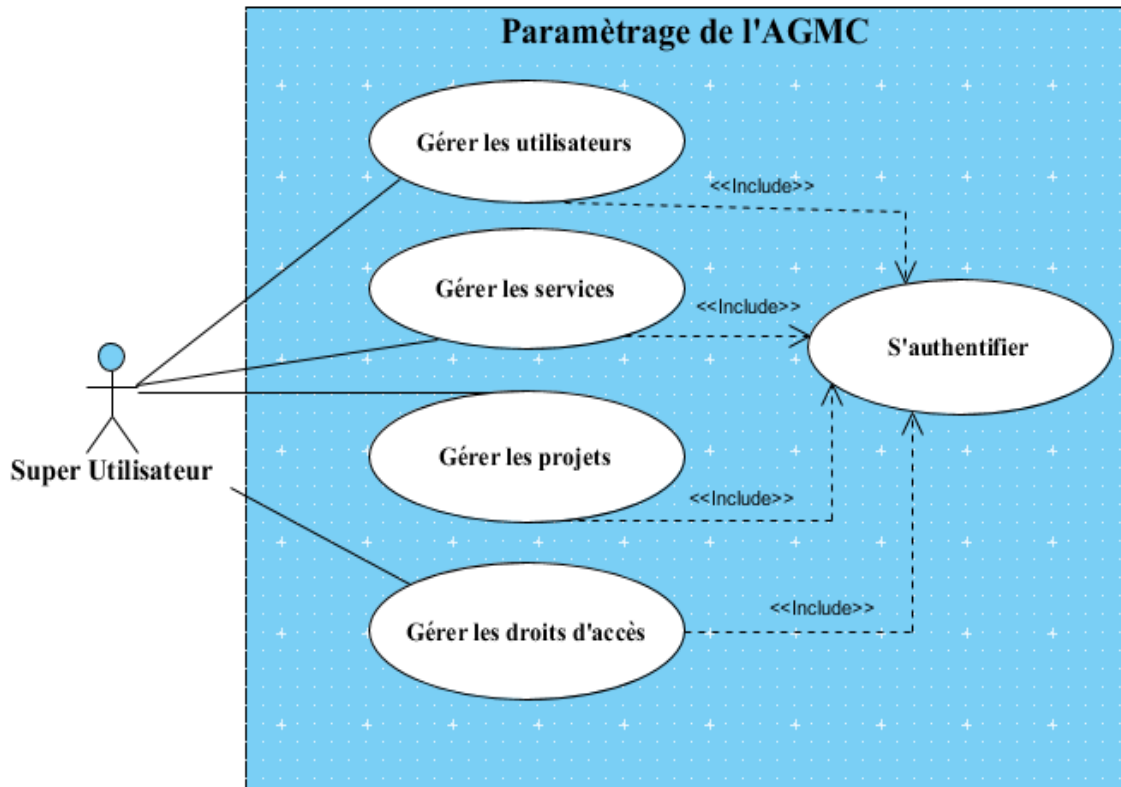 Paramètrage de l'AGMC
Gérer les utilisateurs
<<Include>>
Gérer les services
<<Include>>
S'authentifier
Super Utilisateur
Gérer les projets
<<Include>>
Gérer les droits d'accès
<<Include>>